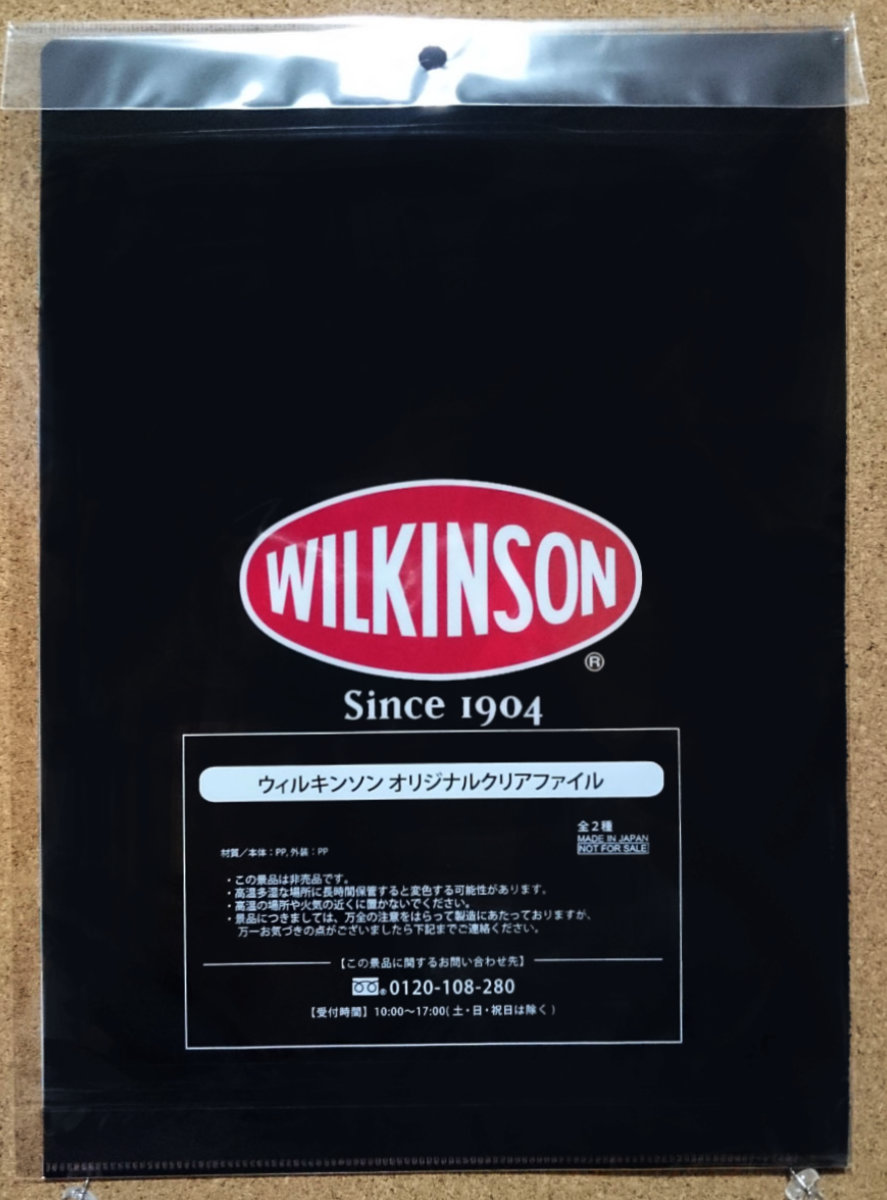 WILKINSON
®
Since 1904
ウィルキンソン オリジナルクリアファイル
全2種
MADE IN JAPAN
NOT FOR SALE
材質/本体:PP, 外装:PP
・この景品は非売品です。
・高温多湿な場所に長時間保管すると変色する可能性があります。
・高温の場所や火気の近くに置かないでください。
・景品につきましては、万全の注意をはらって製造にあたっておりますが、
万一お気づきの点がございましたら下記までご連絡ください。
【この景品に関するお問い合わせ先】
® 0120-108-280
【受付時間】10:00〜17:00(土・日・祝日は除く)